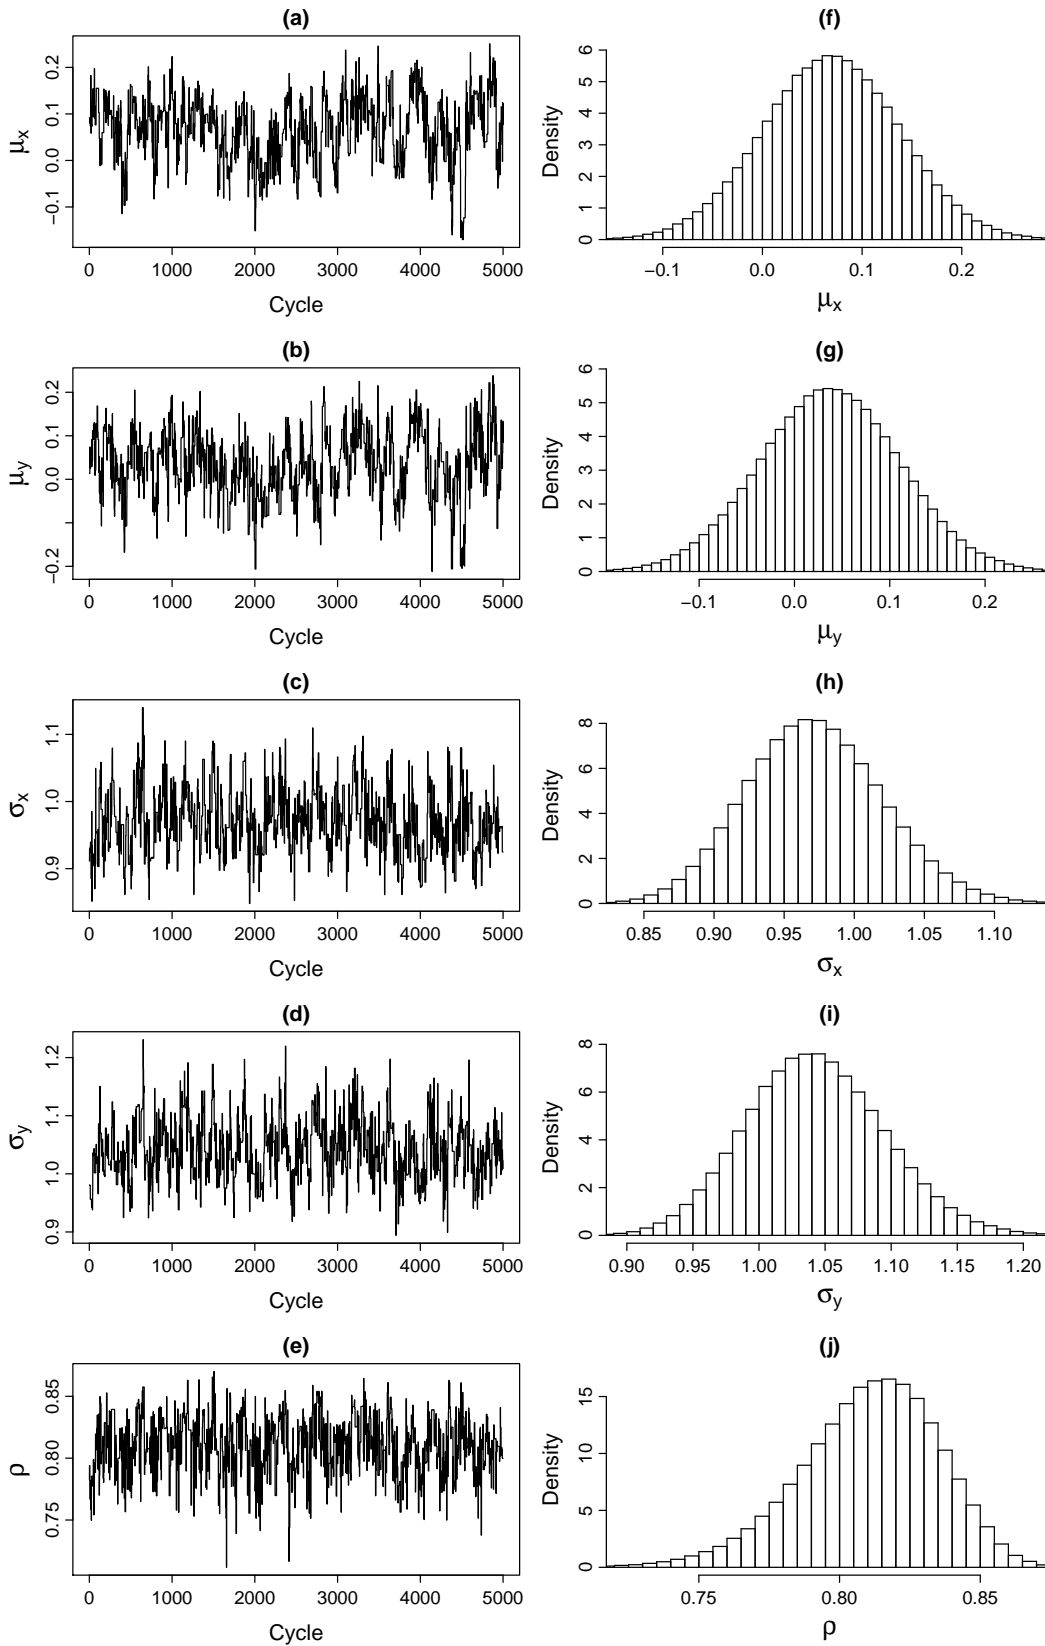 (a)
μx
0.2
0.1
0.0
−0.1
0 1000 2000 3000 4000 5000
Cycle
(f)
Density
6
5
4
3
2
1
0
−0.1 0.0 0.1 0.2
μx
(b)
μy
0.2
0.1
0.0
−0.2
0 1000 2000 3000 4000 5000
Cycle
(g)
Density
6
5
4
3
2
1
0
−0.1 0.0 0.1 0.2
μy
(c)
σx
1.1
1.0
0.9
0 1000 2000 3000 4000 5000
Cycle
(h)
Density
8
6
4
2
0
0.85 0.90 0.95 1.00 1.05 1.10
σx
(d)
σy
1.2
1.1
1.0
0.9
0 1000 2000 3000 4000 5000
Cycle
(i)
Density
8
6
4
2
0
0.90 0.95 1.00 1.05 1.10 1.15 1.20
σy
(e)
ρ
0.85
0.80
0.75
0 1000 2000 3000 4000 5000
Cycle
(j)
Density
15
10
5
0
0.75 0.80 0.85
ρ